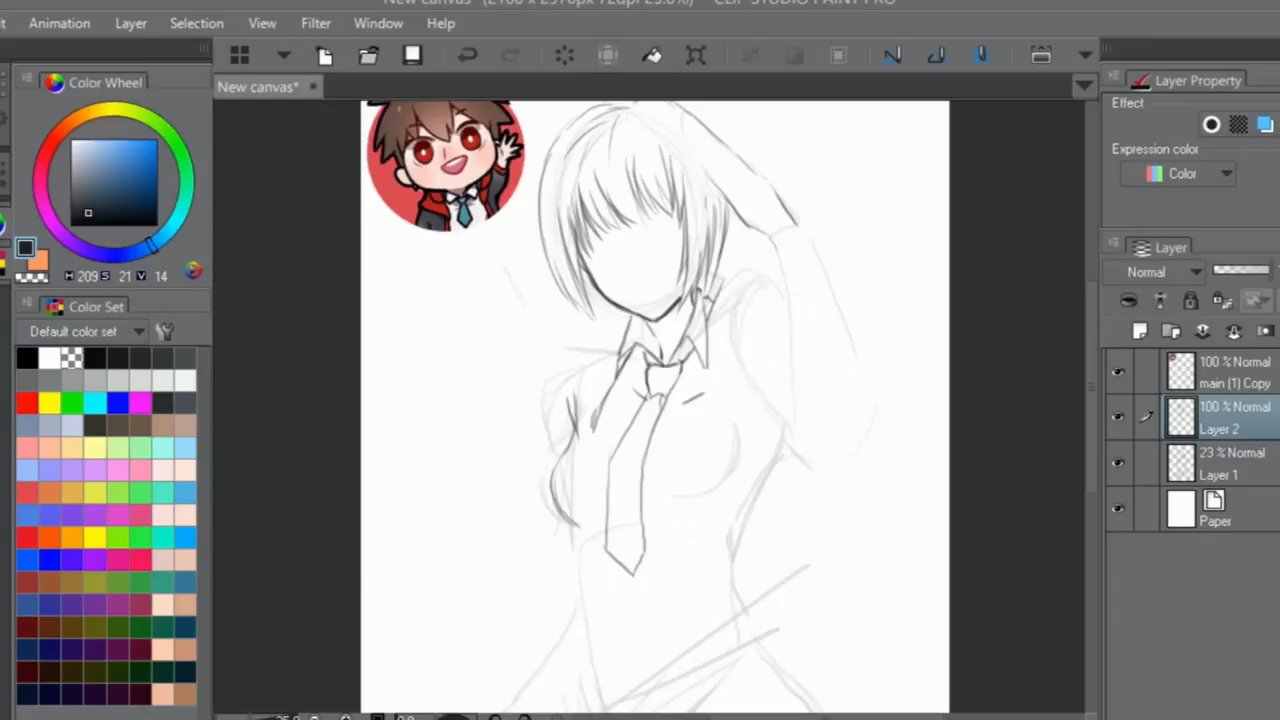 Animation Layer Selection View Filter Window Help
New canvas*
Color Wheel
H 209 S 21 V 14
Color Set
Default color set
Layer Property
Effect
Expression color
Color
Layer
Normal
100 % Normal
main (1) Copy
100 % Normal
Layer 2
23 % Normal
Layer 1
Paper